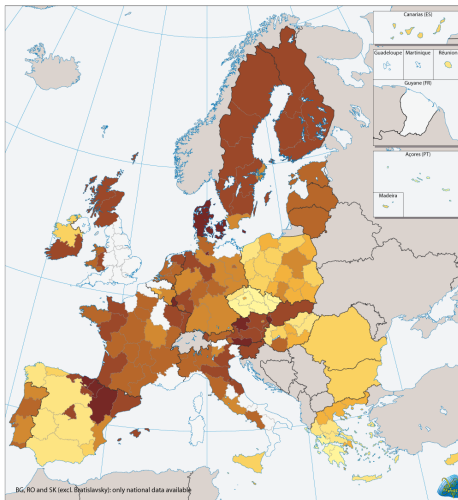 Canarias (ES)
Guadeloupe Martinique Réunion
Guyane (FR)
Açores (PT)
Madeira
BG, RO and SK (excl. Bratislavsky): only national data available